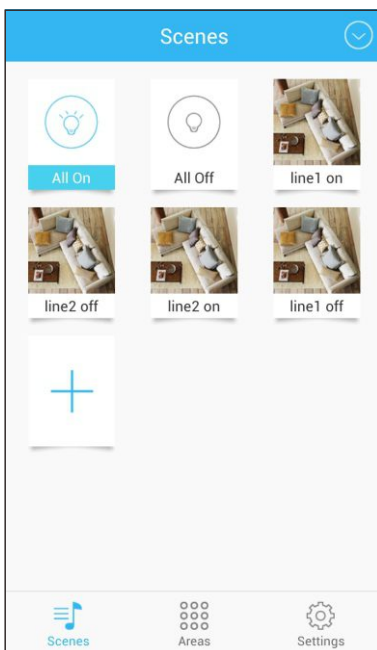 Scenes
All On
All Off
line1 on
line2 off
line2 on
line1 off
Scenes
Areas
Settings